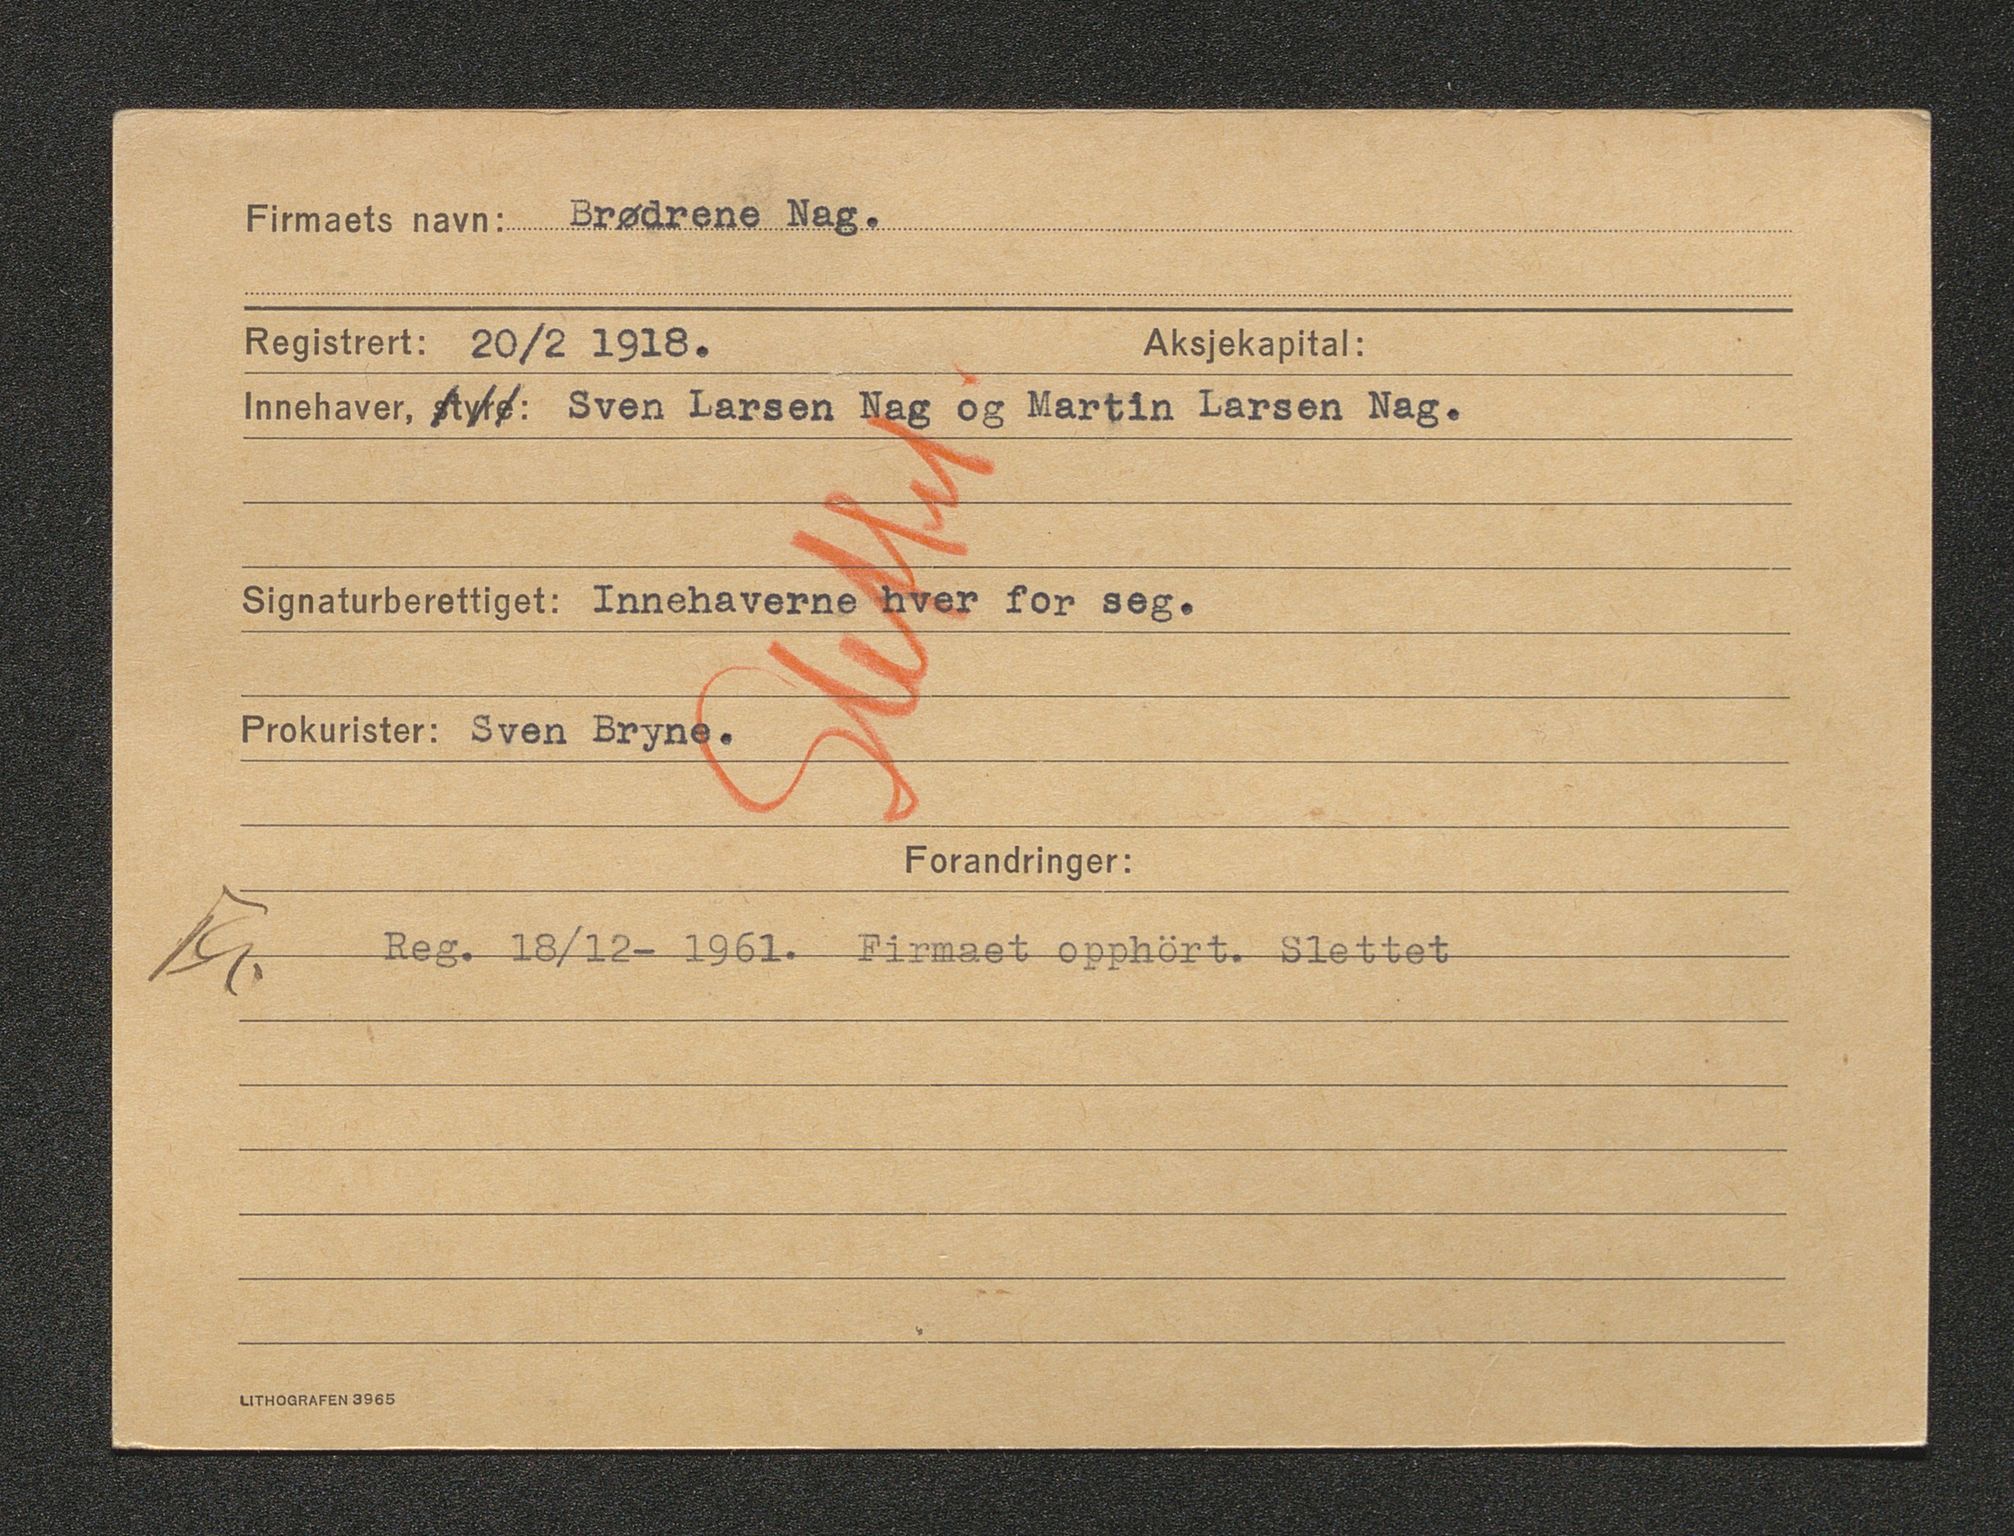 Firmaets navn: Brødrene Nag.
Registrert: 20/2 1918. Aksjekapital:
Innehaver, styre: Sven Larsen Nag og Martin Larsen Nag.
Signaturberettiget: Innehaverne hver for seg.
Prokurister: Sven Bryne.
Slettet
Forandringer:
Reg. 18/12- 1961. Firmaet opphört. Slettet
LITHOGRAFEN 3965